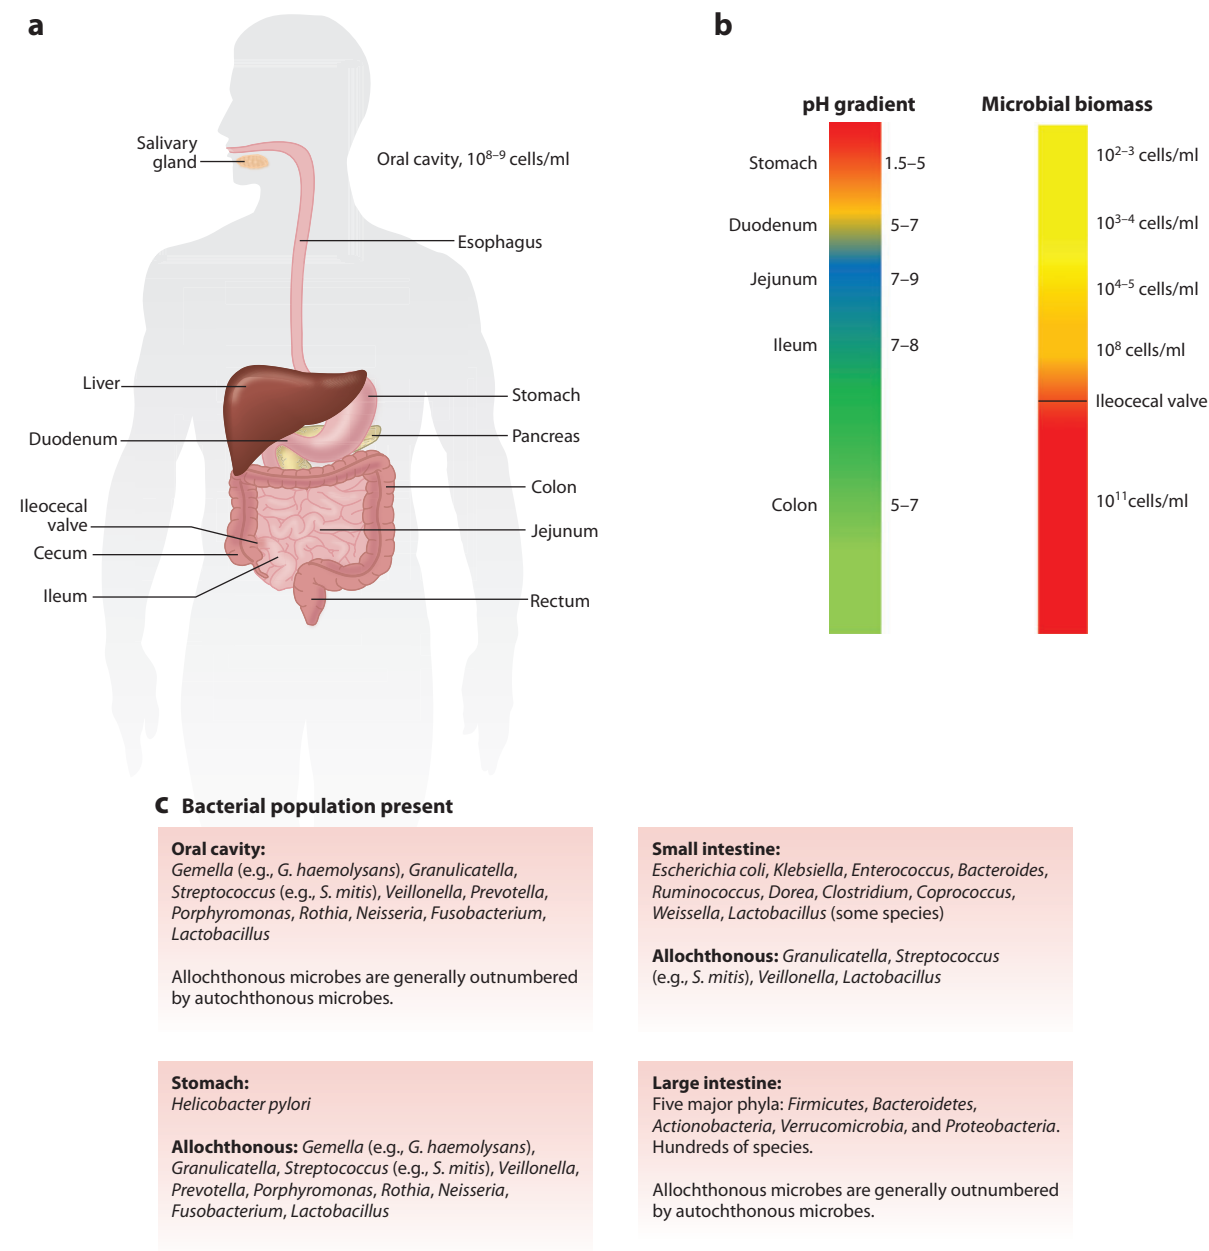 a
Salivary
gland
Oral cavity, 10⁸⁻⁹ cells/ml
Esophagus
Liver
Stomach
Duodenum
Pancreas
Colon
Ileocecal
valve
Jejunum
Cecum
Ileum
Rectum
b
pH gradient
Microbial biomass
Stomach
1.5–5
10²⁻³ cells/ml
Duodenum
5–7
10³⁻⁴ cells/ml
Jejunum
7–9
10⁴⁻⁵ cells/ml
Ileum
7–8
10⁸ cells/ml
Ileocecal valve
Colon
5–7
10¹¹cells/ml
c Bacterial population present
Oral cavity:
Gemella (e.g., G. haemolysans), Granulicatella,
Streptococcus (e.g., S. mitis), Veillonella, Prevotella,
Porphyromonas, Rothia, Neisseria, Fusobacterium,
Lactobacillus
Allochthonous microbes are generally outnumbered
by autochthonous microbes.
Small intestine:
Escherichia coli, Klebsiella, Enterococcus, Bacteroides,
Ruminococcus, Dorea, Clostridium, Coprococcus,
Weissella, Lactobacillus (some species)
Allochthonous: Granulicatella, Streptococcus
(e.g., S. mitis), Veillonella, Lactobacillus
Stomach:
Helicobacter pylori
Allochthonous: Gemella (e.g., G. haemolysans),
Granulicatella, Streptococcus (e.g., S. mitis), Veillonella,
Prevotella, Porphyromonas, Rothia, Neisseria,
Fusobacterium, Lactobacillus
Large intestine:
Five major phyla: Firmicutes, Bacteroidetes,
Actionobacteria, Verrucomicrobia, and Proteobacteria.
Hundreds of species.
Allochthonous microbes are generally outnumbered
by autochthonous microbes.